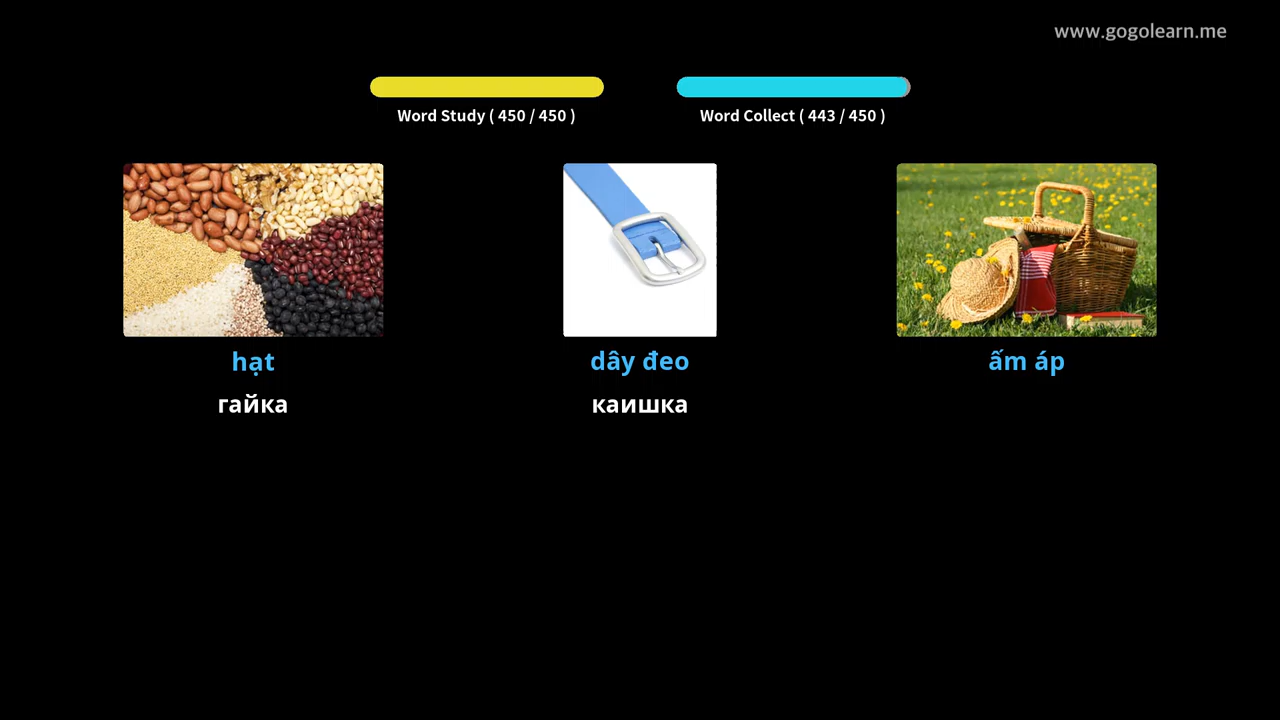 www.gogolearn.me
Word Study ( 450 / 450 )
Word Collect ( 443 / 450 )
hạt
dây đeo
ấm áp
гайка
каишка